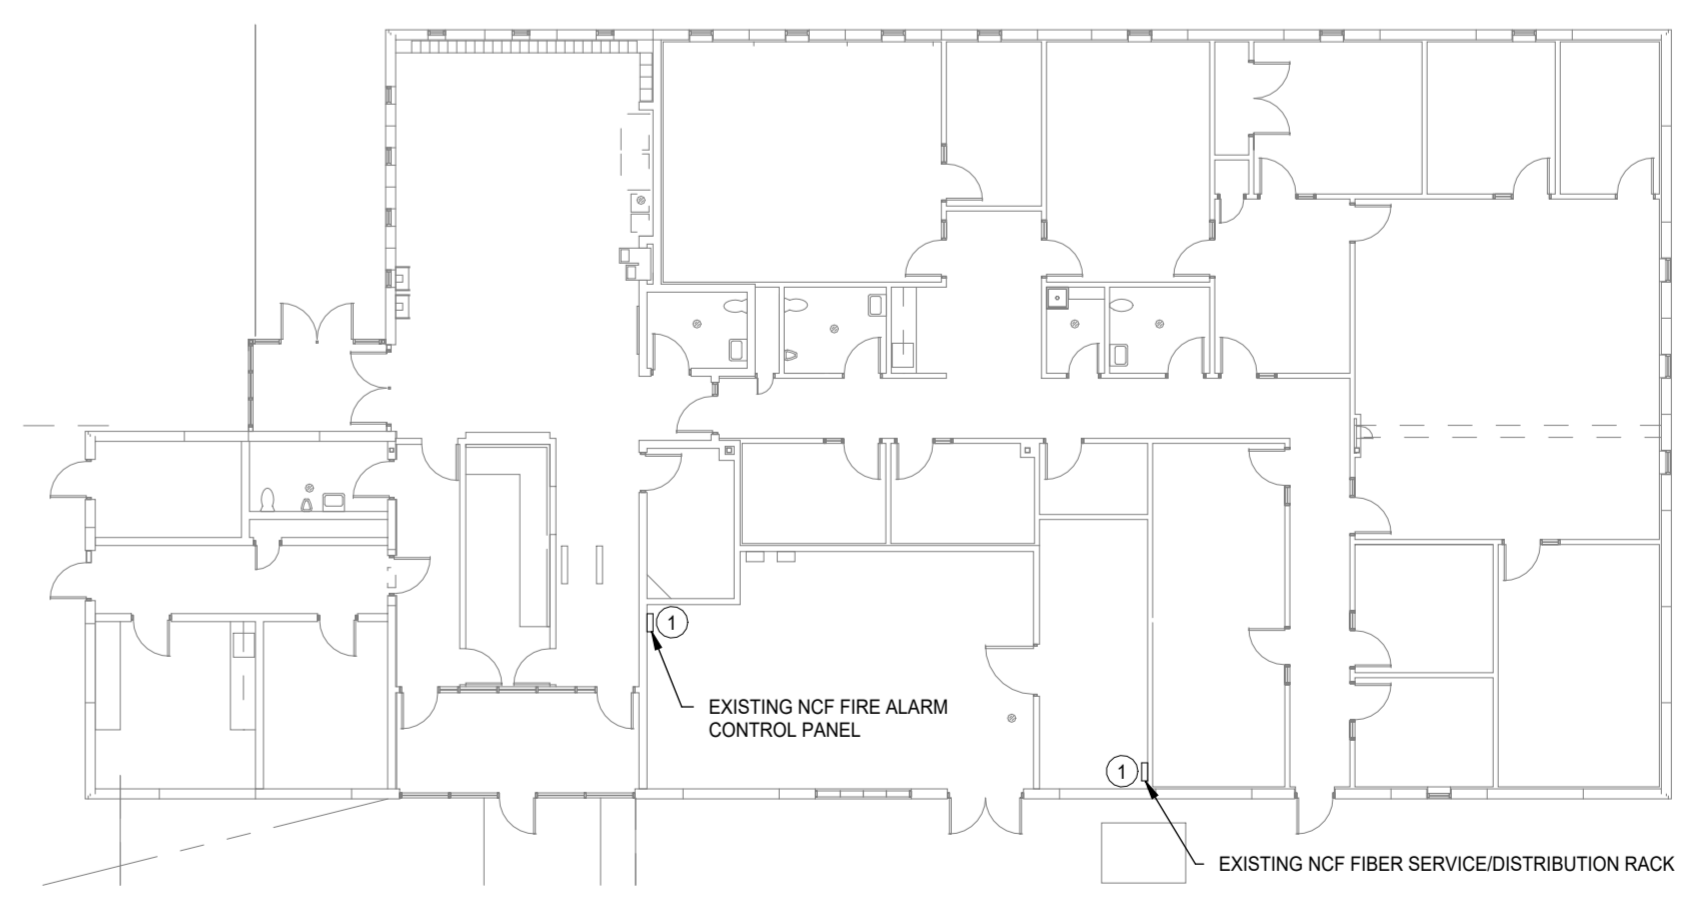 1
EXISTING NCF FIRE ALARM
CONTROL PANEL
1
EXISTING NCF FIBER SERVICE/DISTRIBUTION RACK